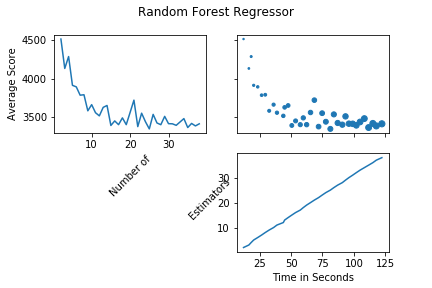 Random Forest Regressor
4500
4000
3500
Average Score
10
20
30
Number of
Estimators
30
20
10
25
50
75
100
125
Time in Seconds